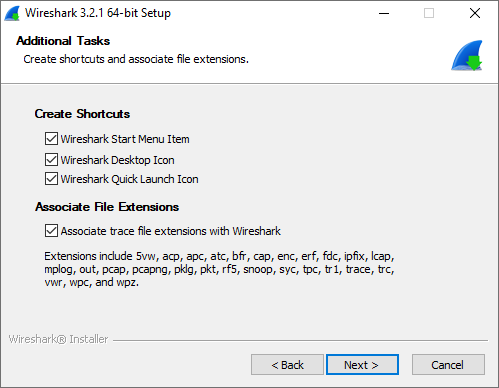 Wireshark 3.2.1 64-bit Setup
Additional Tasks
Create shortcuts and associate file extensions.
Create Shortcuts
Wireshark Start Menu Item
Wireshark Desktop Icon
Wireshark Quick Launch Icon
Associate File Extensions
Associate trace file extensions with Wireshark
Extensions include 5vw, acp, apc, atc, bfr, cap, enc, erf, fdc, ipfix, lcap,
mplog, out, pcap, pcapng, pklg, pkt, rf5, snoop, syc, tpc, tr1, trace, trc,
vwr, wpc, and wpz.
Wireshark® Installer
< Back Next > Cancel